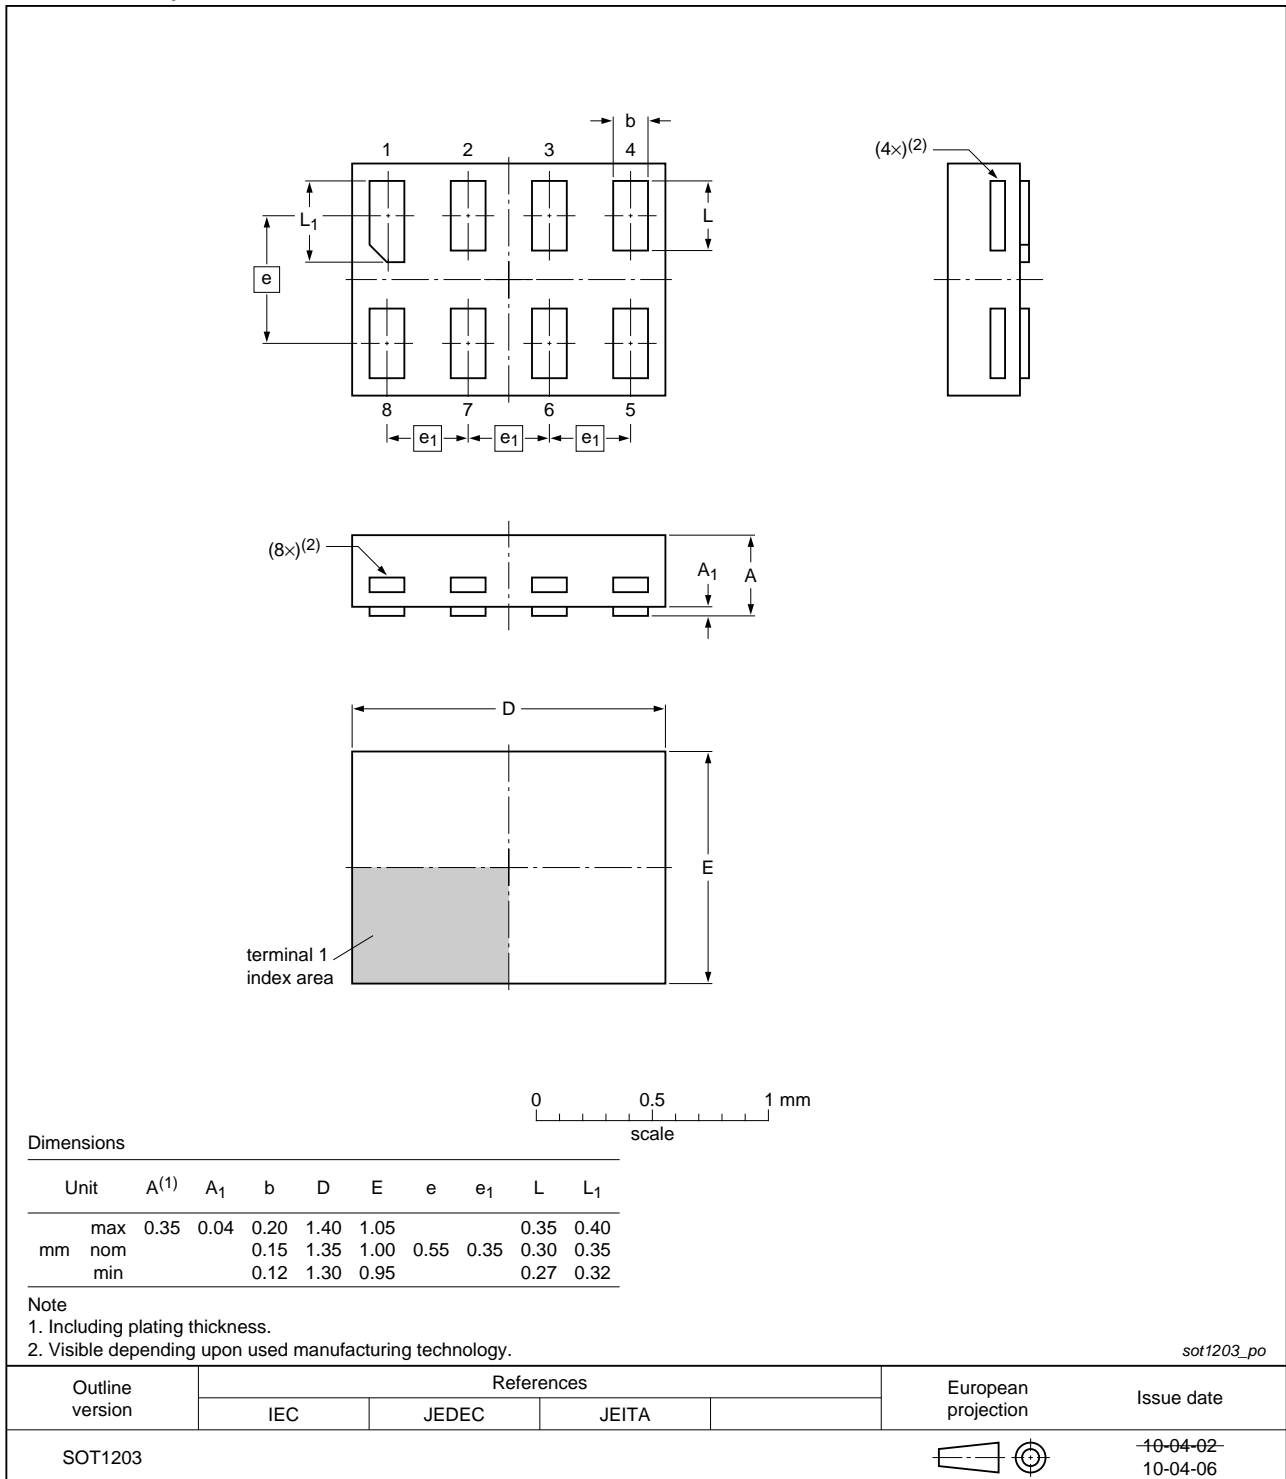 b
1 2 3 4
(4×)(2)
L1
L
e
8 7 6 5
e1 e1 e1
(8×)(2)
A1 A
D
E
terminal 1
index area
0 0.5 1 mm
scale
Dimensions
Unit A(1) A1 b D E e e1 L L1
max 0.35 0.04 0.20 1.40 1.05 0.35 0.40
mm nom 0.15 1.35 1.00 0.55 0.35 0.30 0.35
min 0.12 1.30 0.95 0.27 0.32
Note
1. Including plating thickness.
2. Visible depending upon used manufacturing technology.
sot1203_po
Outline version References European projection Issue date
IEC JEDEC JEITA
SOT1203
10-04-02
10-04-06